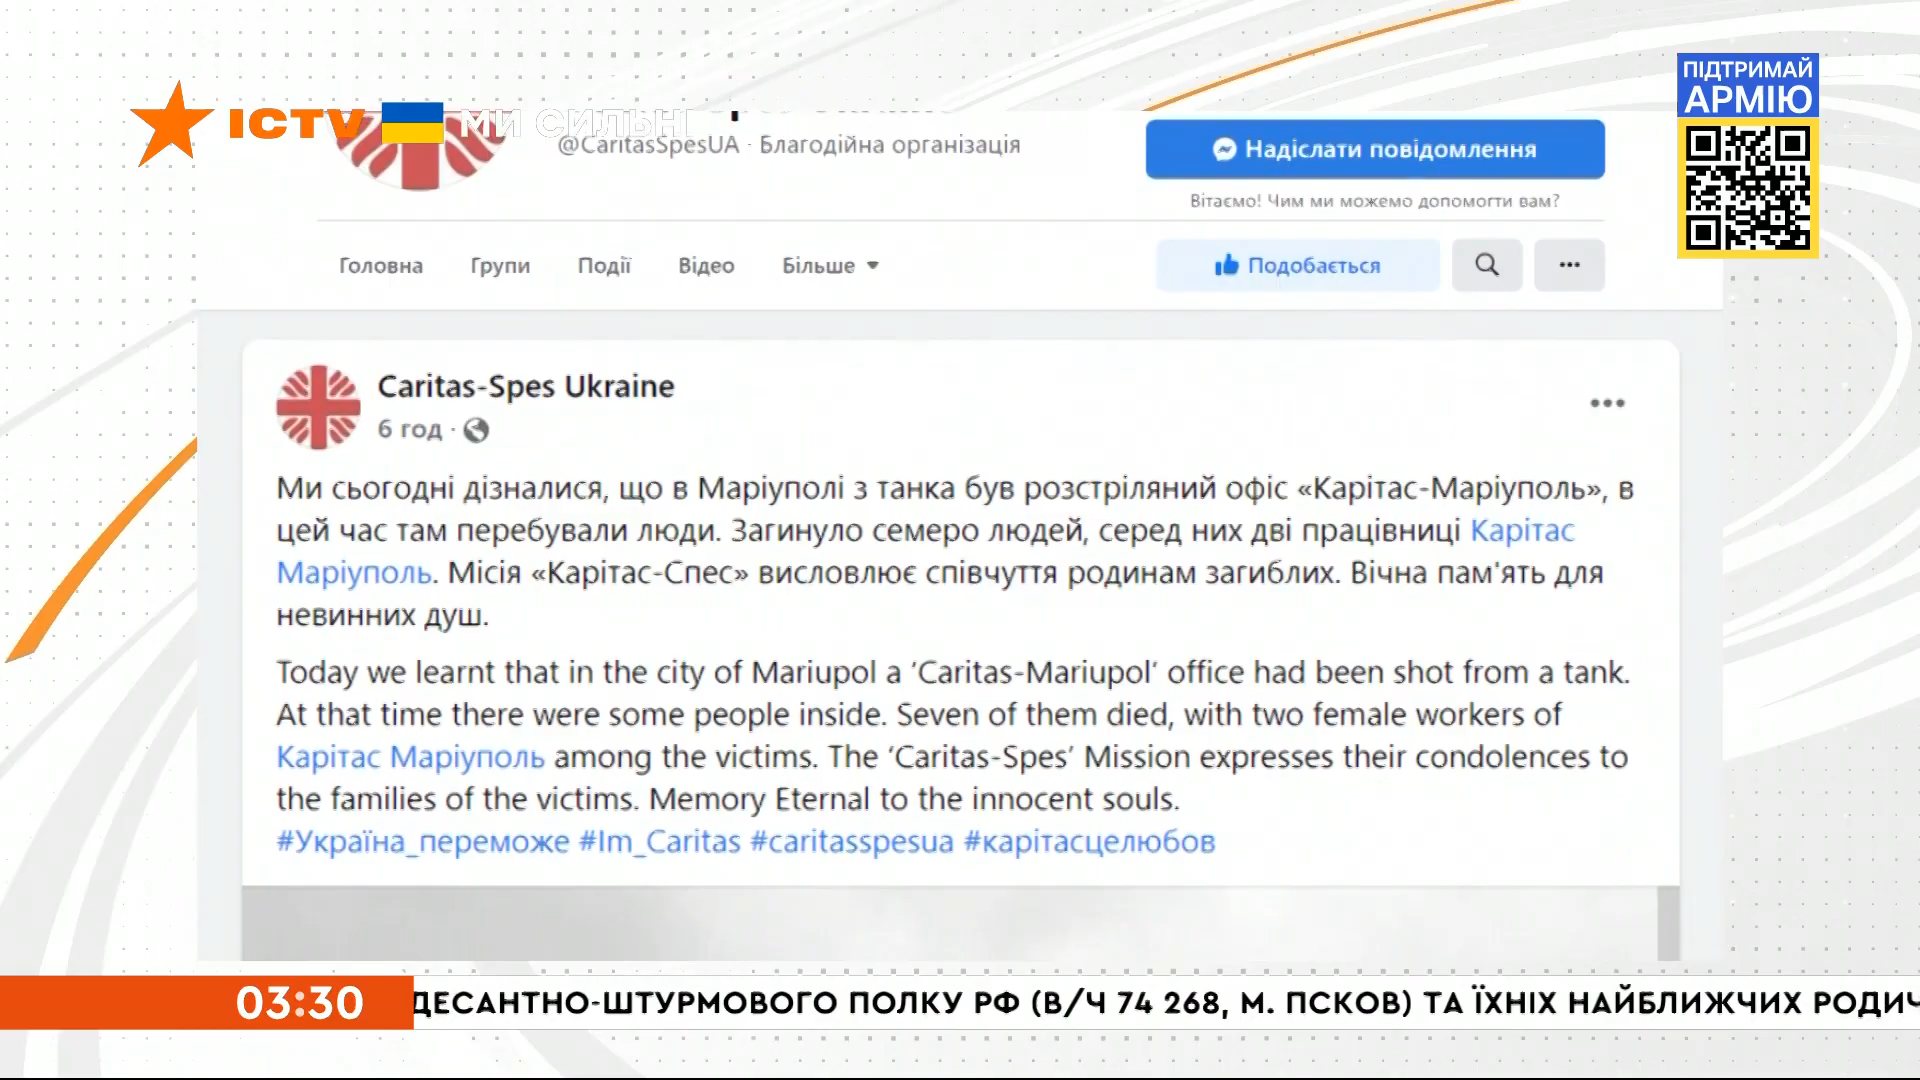 ПІДТРИМАЙ
АРМІЮ
ICTV МИ СИЛЬНІ
@CaritasSpesUA · Благодійна організація
Надіслати повідомлення
Вітаємо! Чим ми можемо допомогти вам?
Головна Групи Події Відео Більше Подобається
Caritas-Spes Ukraine
6 год ·
Ми сьогодні дізналися, що в Маріуполі з танка був розстріляний офіс «Карітас-Маріуполь», в
цей час там перебували люди. Загинуло семеро людей, серед них дві працівниці Карітас
Маріуполь. Місія «Карітас-Спес» висловлює співчуття родинам загиблих. Вічна пам'ять для
невинних душ.
Today we learnt that in the city of Mariupol a ‘Caritas-Mariupol’ office had been shot from a tank.
At that time there were some people inside. Seven of them died, with two female workers of
Карітас Маріуполь among the victims. The ‘Caritas-Spes’ Mission expresses their condolences to
the families of the victims. Memory Eternal to the innocent souls.
#Україна_переможе #Im_Caritas #caritasspesua #карітасцелюбов
03:30 ДЕСАНТНО-ШТУРМОВОГО ПОЛКУ РФ (В/Ч 74 268, М. ПСКОВ) ТА ЇХНІХ НАЙБЛИЖЧИХ РОДИЧ